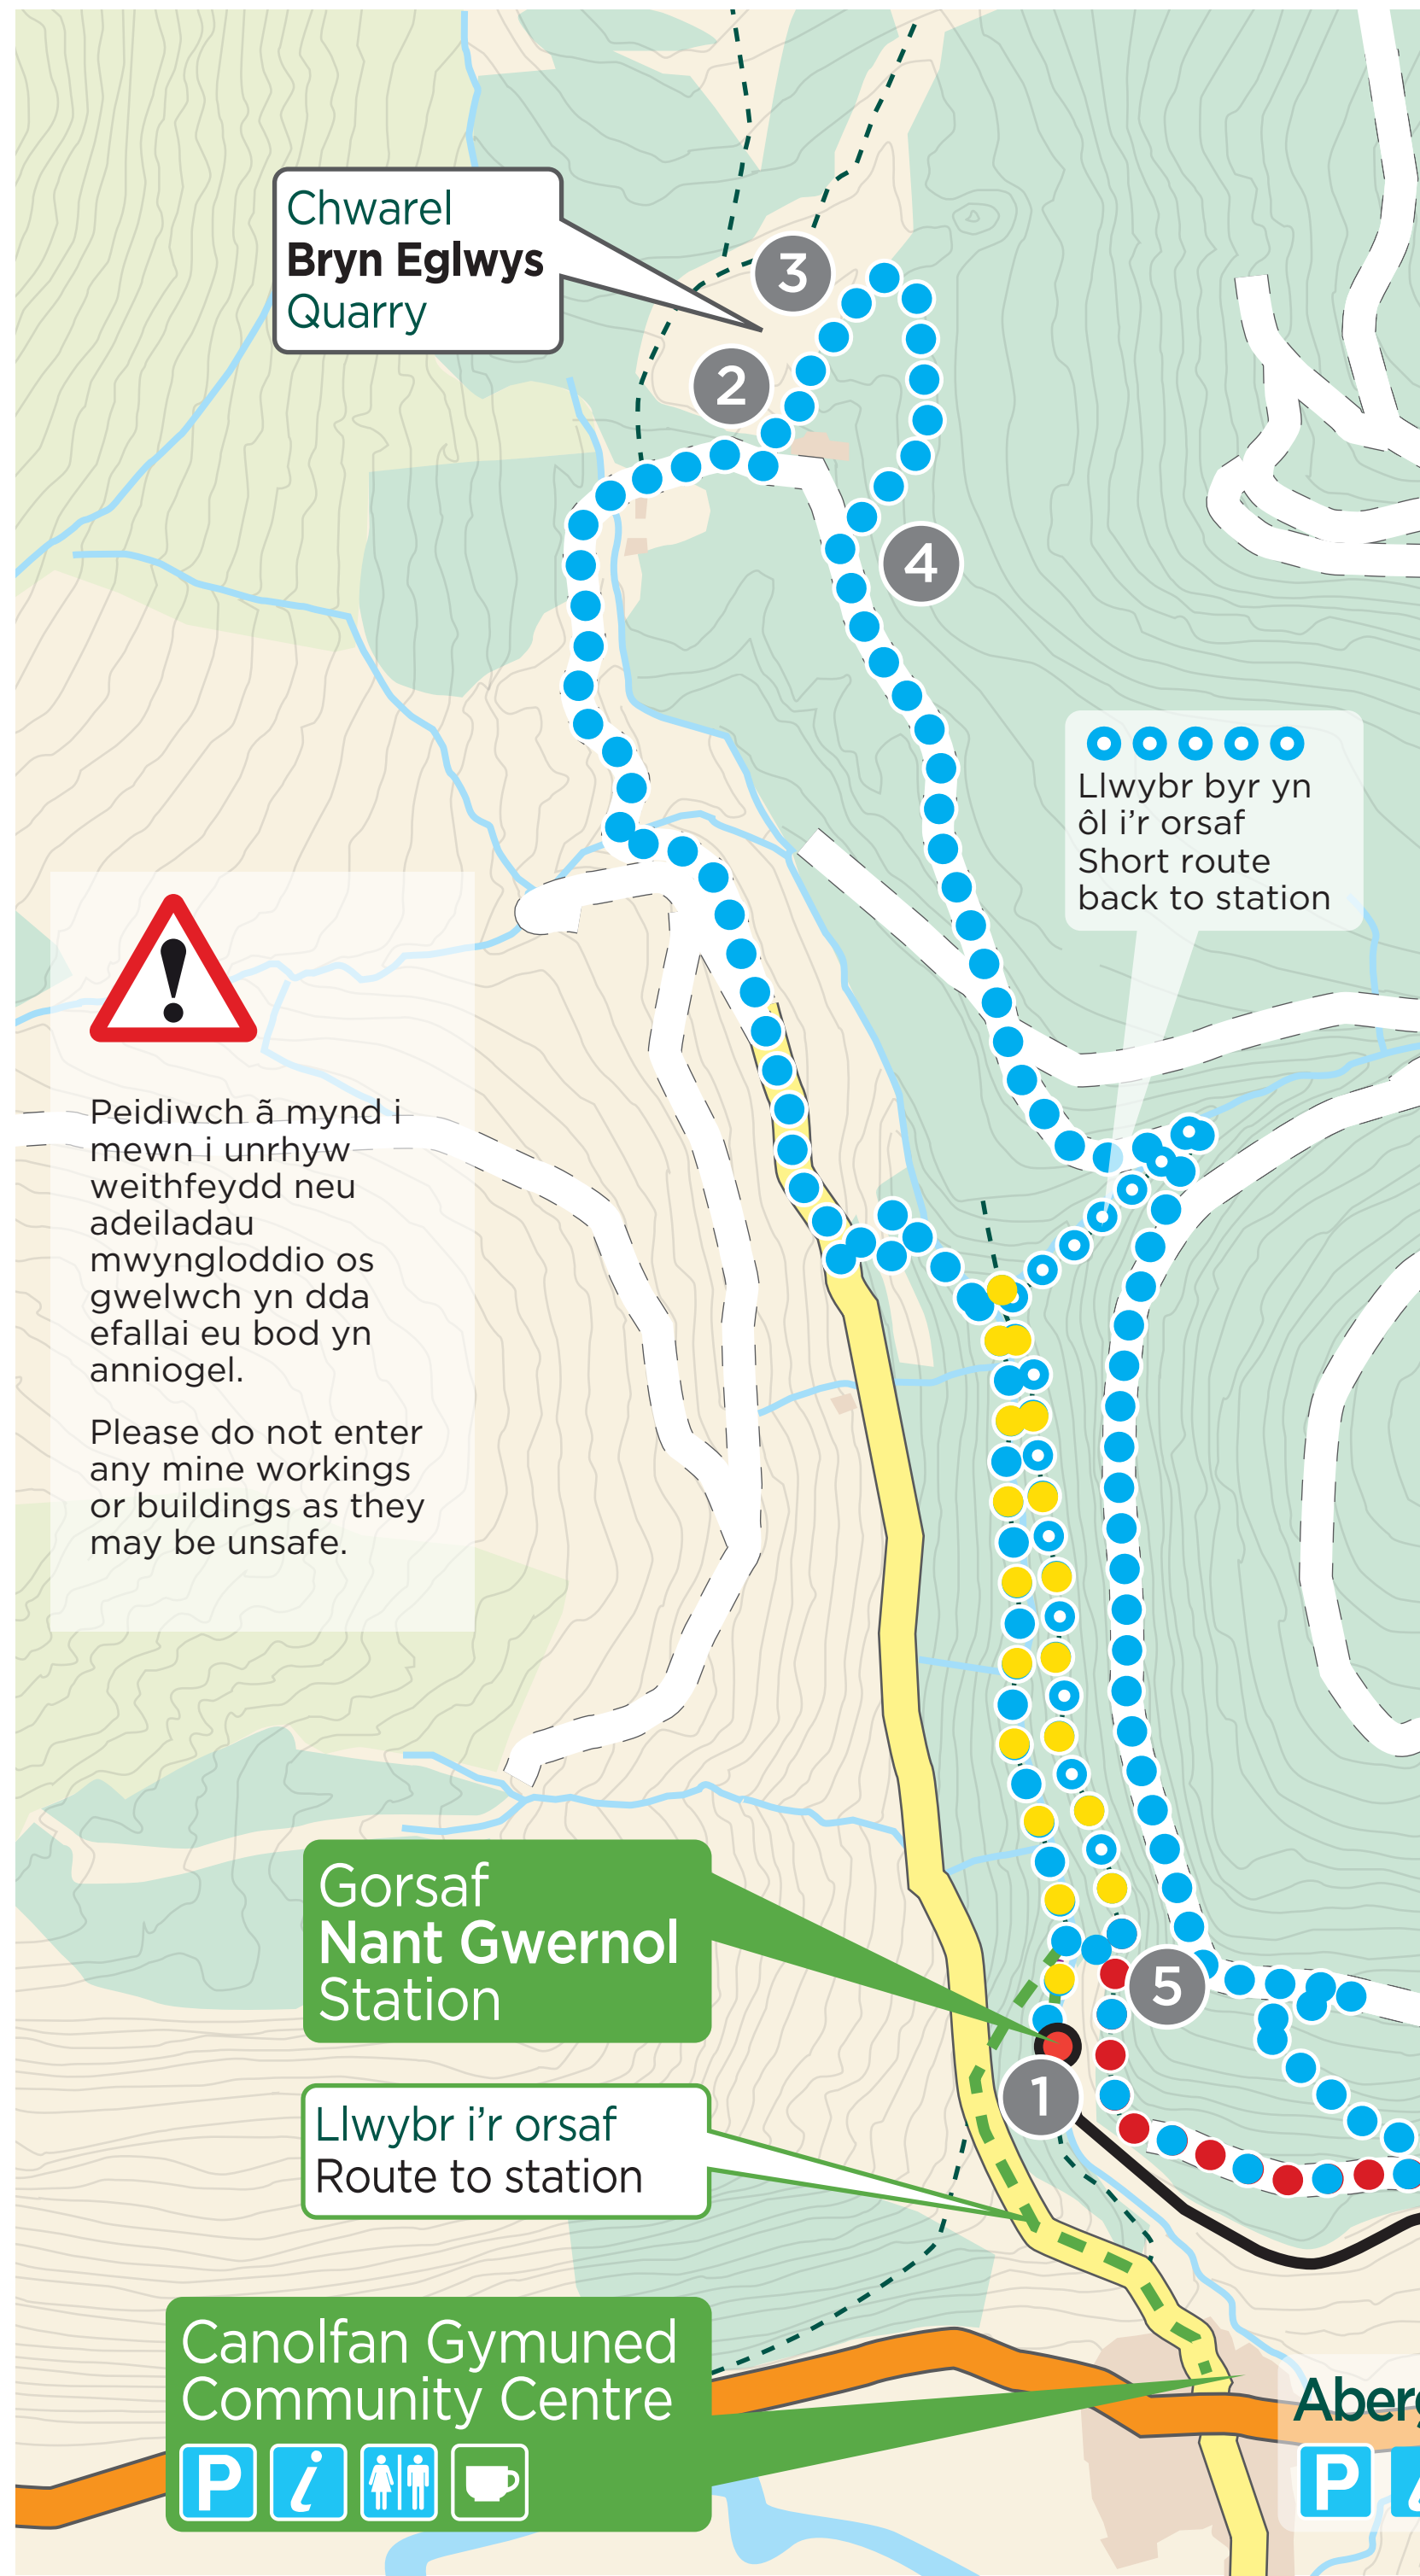 Chwarel
Bryn Eglwys
Quarry
3
2
4
Llwybr byr yn
ôl i'r orsaf
Short route
back to station
!
Peidiwch ã mynd i
mewn i unrhyw
weithfeydd neu
adeiladau
mwyngloddio os
gwelwch yn dda
efallai eu bod yn
anniogel.
Please do not enter
any mine workings
or buildings as they
may be unsafe.
Gorsaf
Nant Gwernol
Station
5
1
Llwybr i'r orsaf
Route to station
Canolfan Gymuned
Community Centre
P i
Aberg
P